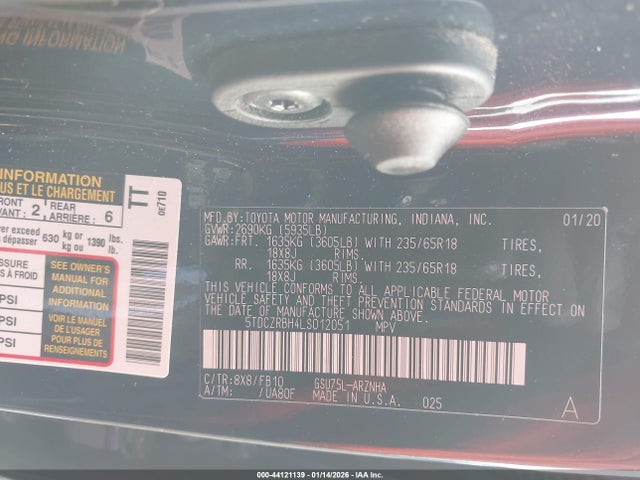 INFORMATION
US ET LE CHARGEMENT
FRONT
VANT: 2
REAR
ARRIÈRE: 6
ver exceed 630 kg or 1390 lbs.
dépasser kg ou lb.
TT
0E710
ESSURE
S À FROID
PSI
PSI
PSI
SEE OWNER'S
MANUAL FOR
ADDITIONAL
INFORMATION
VOIR LE MANUEL
DE L'USAGER
POUR PLUS DE
RENSEIGNEMENTS
MFD. BY: TOYOTA MOTOR MANUFACTURING, INDIANA, INC. 01/20
GVWR: 2690KG (5935LB)
GAWR: FRT. 1635KG (3605LB) WITH 235/65R18 TIRES,
18X8J RIMS,
RR. 1635KG (3605LB) WITH 235/65R18 TIRES,
18X8J RIMS.
THIS VEHICLE CONFORMS TO ALL APPLICABLE FEDERAL MOTOR
VEHICLE SAFETY AND THEFT PREVENTION STANDARDS IN EFFECT ON
THE DATE OF MANUFACTURE SHOWN ABOVE.
5TDCZRBH4LS012051 MPV
C/TR: 8X8/FB10 GSU75L-ARZNHA
A/TM: /UA80F MADE IN U.S.A. 025
A
000-44121139 - 01/14/2026 - IAAI, Inc.